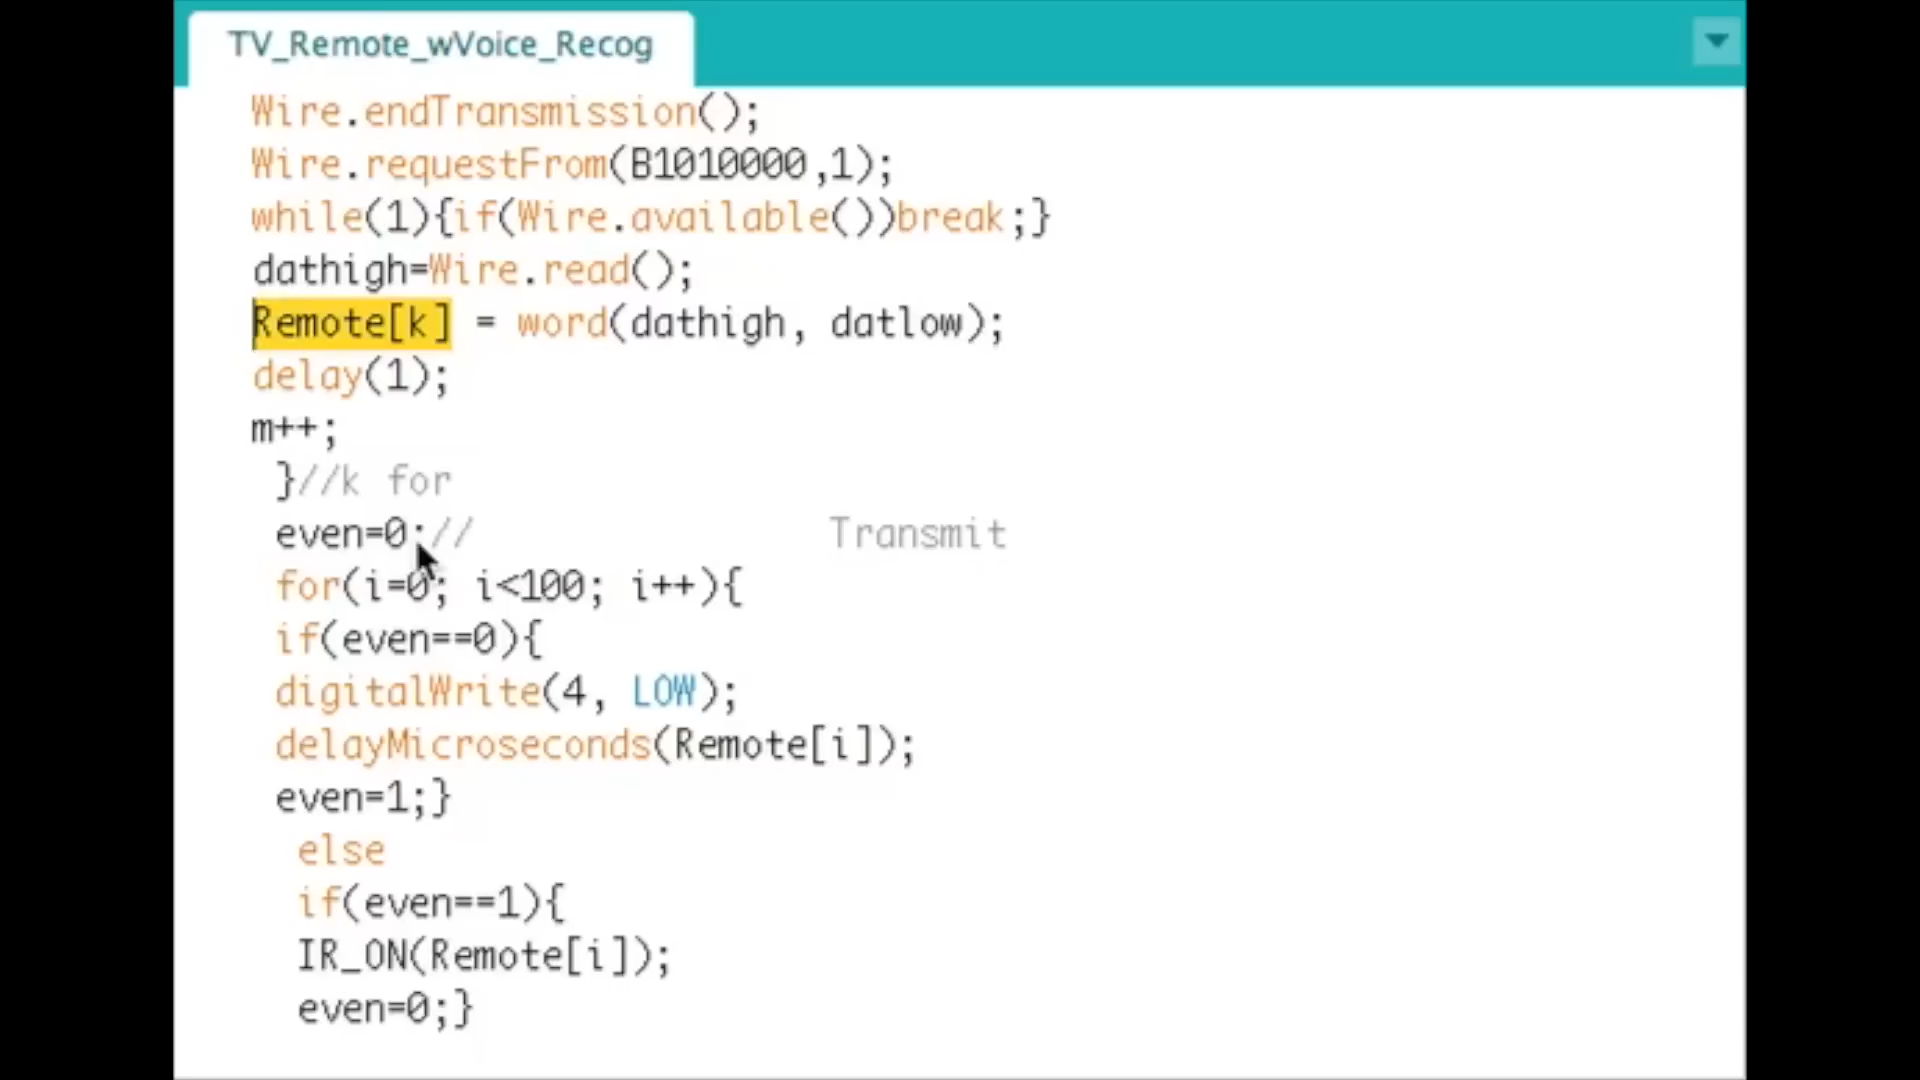 TV_Remote_wVoice_Recog
Wire.endTransmission();
Wire.requestFrom(B1010000,1);
while(1){if(Wire.available())break;}
dathigh=Wire.read();
Remote[k] = word(dathigh, datlow);
delay(1);
m++;
}//k for
even=0;// Transmit
for(i=0; i<100; i++){
if(even==0){
digitalWrite(4, LOW);
delayMicroseconds(Remote[i]);
even=1;}
else
if(even==1){
IR_ON(Remote[i]);
even=0;}